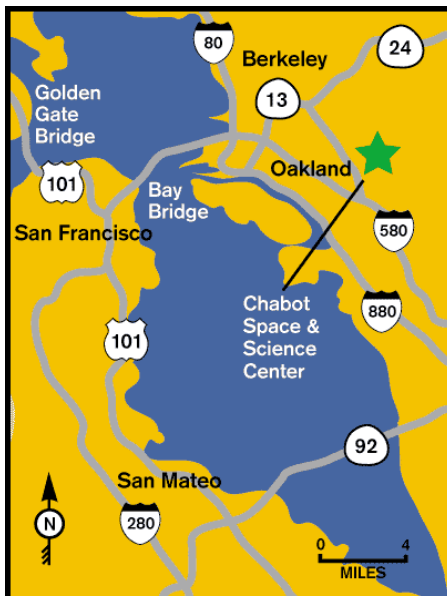 80
Berkeley
24
13
Golden
Gate
Bridge
101
Oakland
Bay
Bridge
San Francisco
580
Chabot
Space &
Science
Center
880
101
92
San Mateo
280
N
0 4
MILES